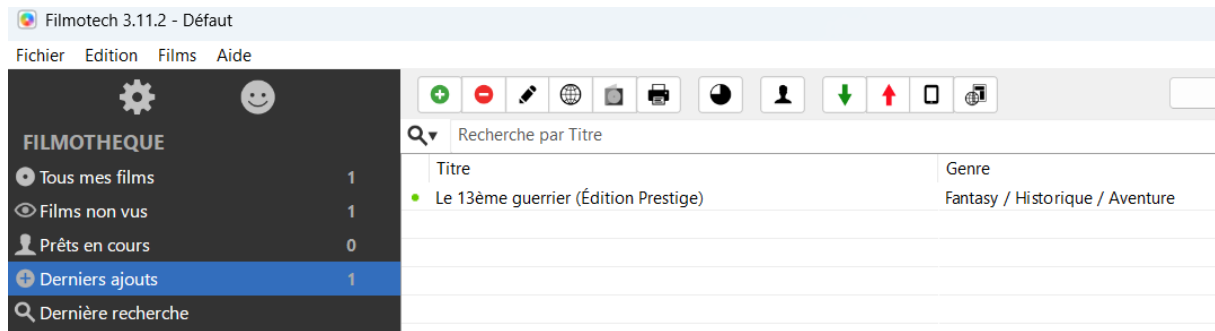 Filmotech 3.11.2 - Défaut
Fichier Edition Films Aide
FILMOTHEQUE
Tous mes films 1
Films non vus 1
Prêts en cours 0
Derniers ajouts 1
Dernière recherche
Recherche par Titre
Titre Genre
Le 13ème guerrier (Édition Prestige) Fantasy / Historique / Aventure